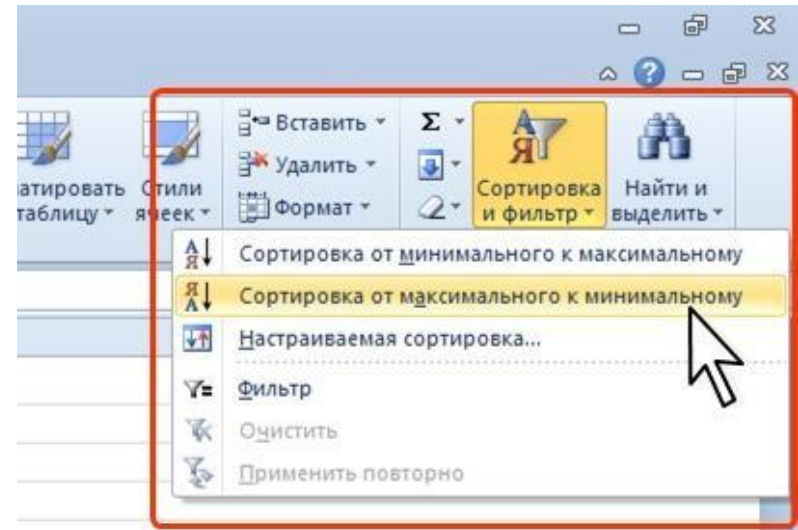 Вставить
Удалить
Формат
Σ
атировать
таблицу
Стили
ячеек
Сортировка
и фильтр
Найти и
выделить
Сортировка от минимального к максимальному
Сортировка от максимального к минимальному
Настраиваемая сортировка...
Фильтр
Очистить
Применить повторно